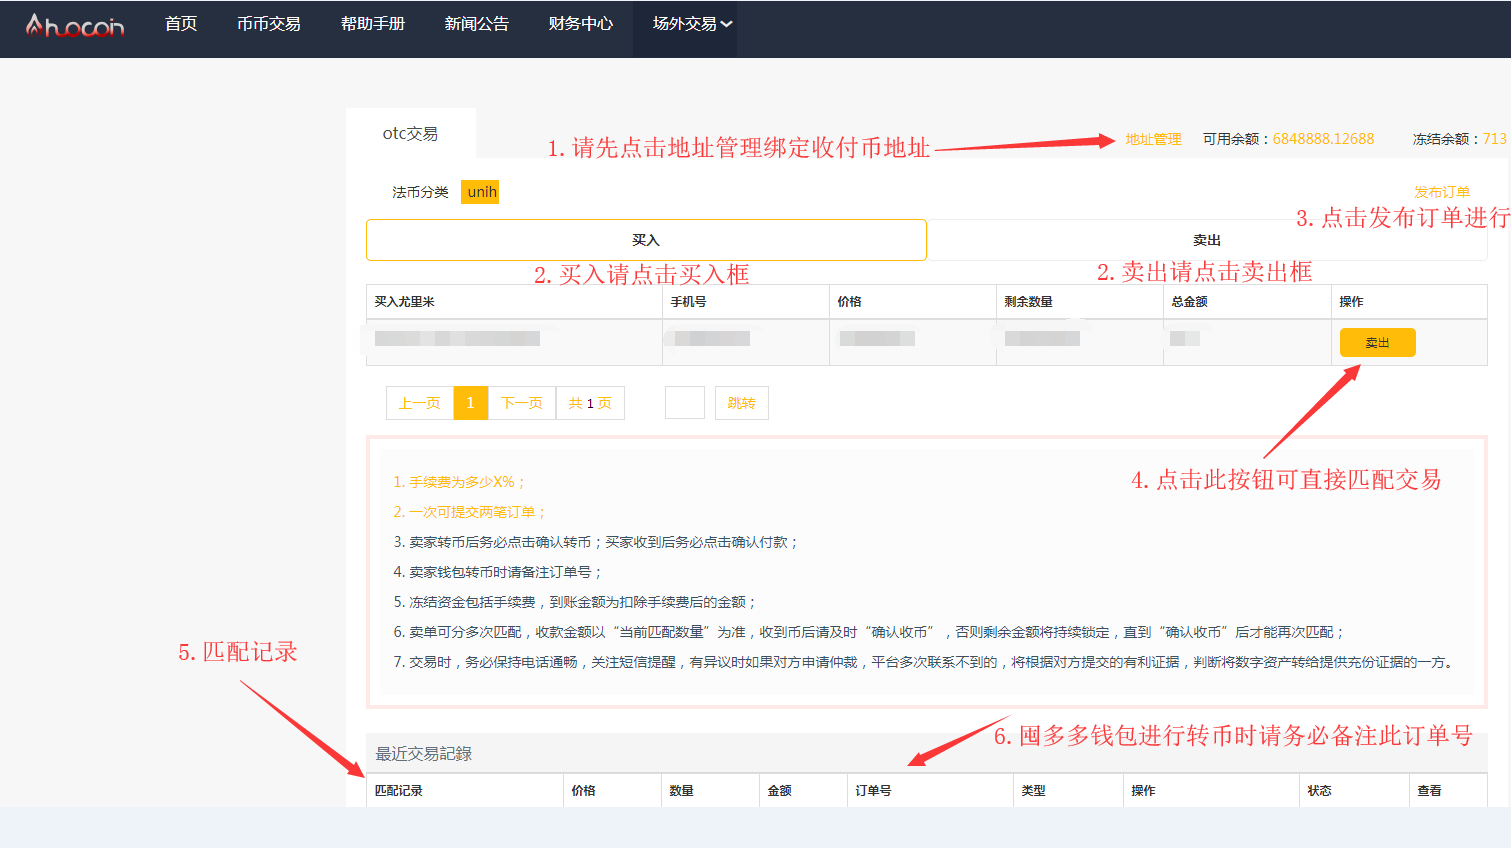 Ahuocoin 首页 币币交易 帮助手册 新闻公告 财务中心 场外交易
otc交易
1. 请先点击地址管理绑定收付币地址
地址管理 可用余额：6848888.12688 冻结余额：713
法币分类 unih
发布订单
3. 点击发布订单进行
买入 卖出
2. 买入请点击买入框 2. 卖出请点击卖出框
买入尤里米 手机号 价格 剩余数量 总金额 操作
卖出
上一页 1 下一页 共 1 页 跳转
4. 点击此按钮可直接匹配交易
1. 手续费为多少X%；
2. 一次可提交两笔订单；
3. 卖家转币后务必点击确认转币；买家收到后务必点击确认付款；
4. 卖家钱包转币时请备注订单号；
5. 冻结资金包括手续费，到账金额为扣除手续费后的金额；
6. 卖单可分多次匹配，收款金额以“当前匹配数量”为准，收到币后请及时“确认收币”，否则剩余金额将持续锁定，直到“确认收币”后才能再次匹配；
7. 交易时，务必保持电话通畅，关注短信提醒，有异议时如果对方申请仲裁，平台多次联系不到的，将根据对方提交的有利证据，判断将数字资产转给提供充份证据的一方。
5. 匹配记录
6. 囤多多钱包进行转币时请务必备注此订单号
最近交易記錄
匹配记录 价格 数量 金额 订单号 类型 操作 状态 查看